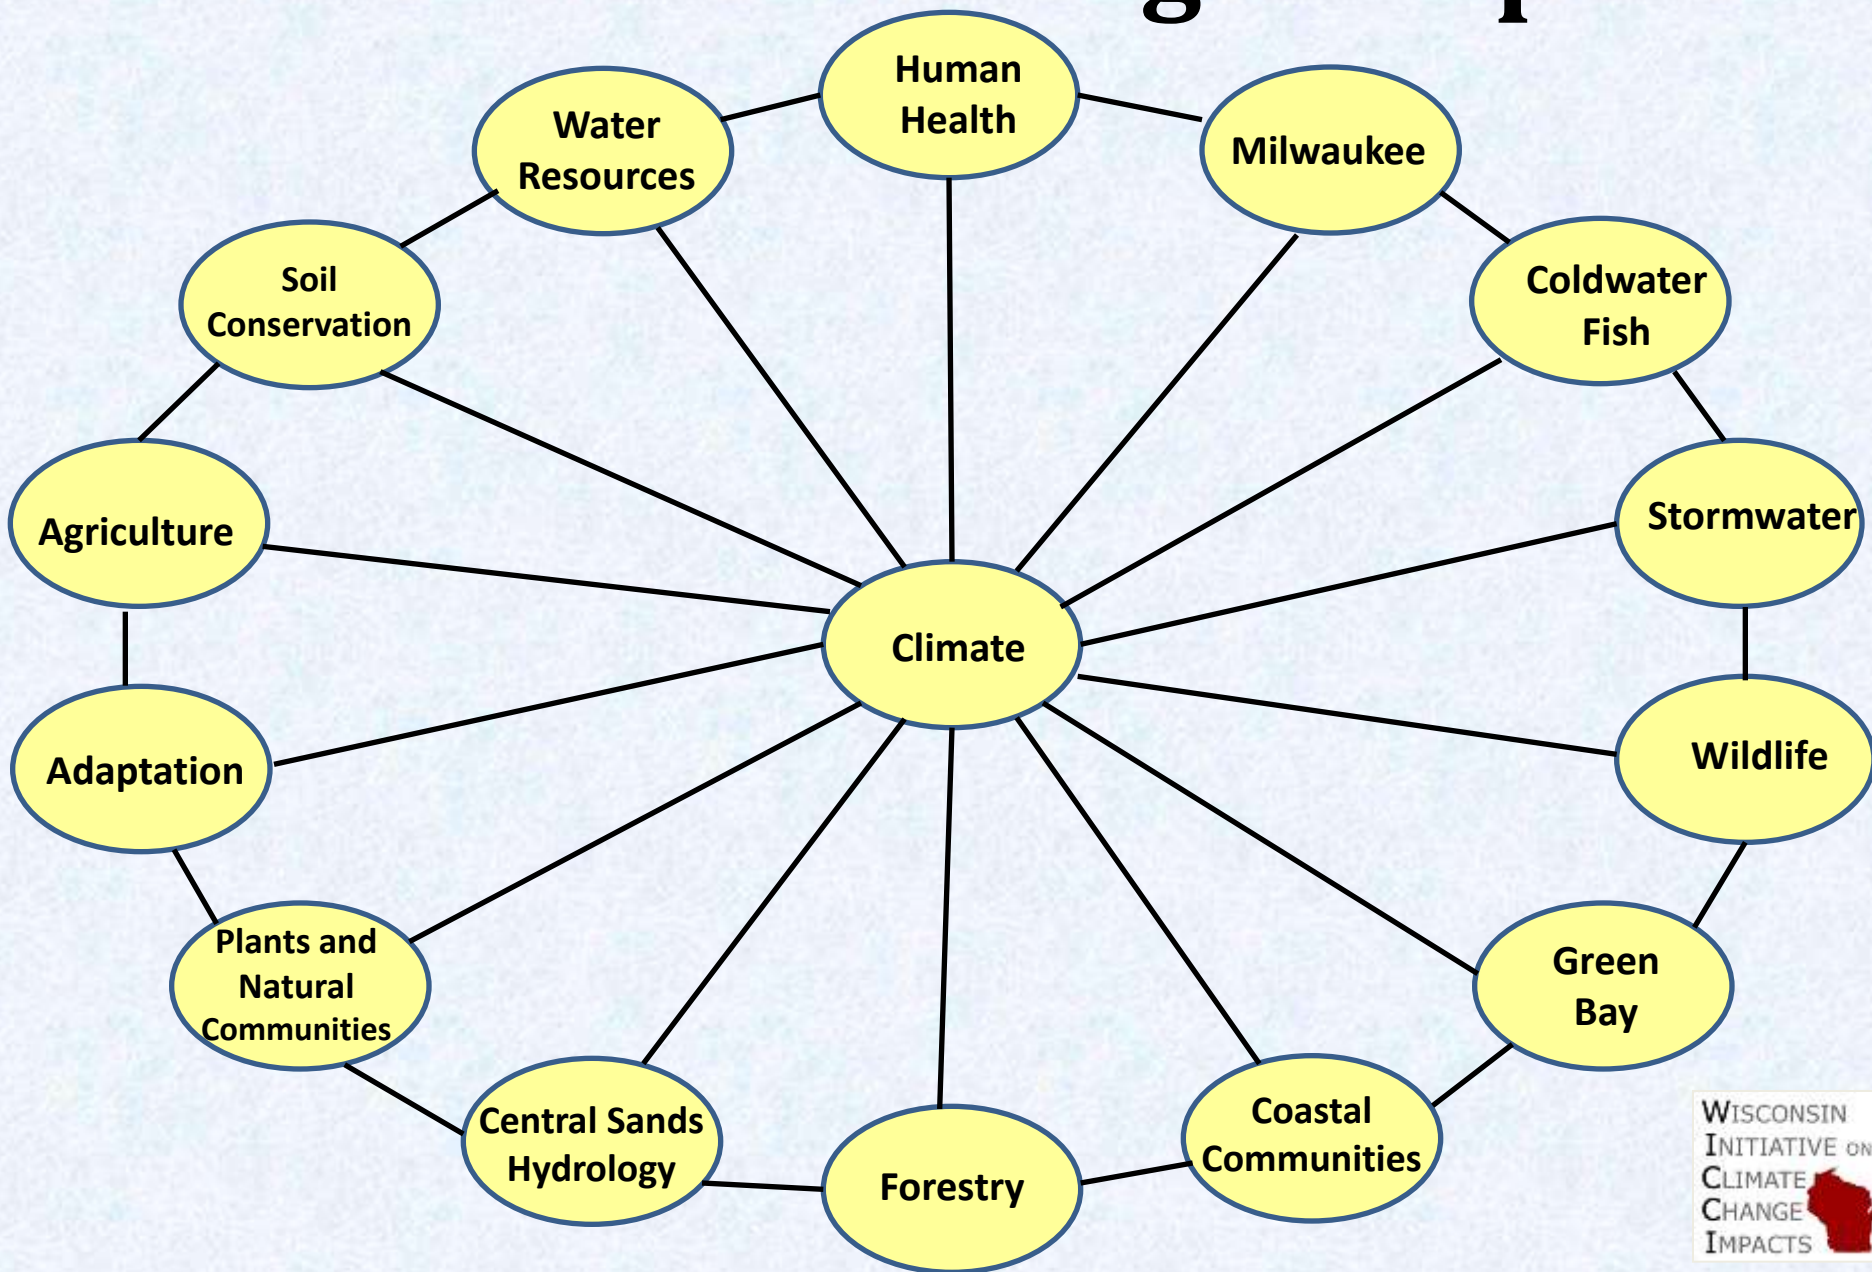 Human
Health
Water
Resources
Milwaukee
Soil
Conservation
Coldwater
Fish
Agriculture
Stormwater
Climate
Adaptation
Wildlife
Plants and
Natural
Communities
Green
Bay
Central Sands
Hydrology
Forestry
Coastal
Communities
WISCONSIN
INITIATIVE ON
CLIMATE
CHANGE
IMPACTS